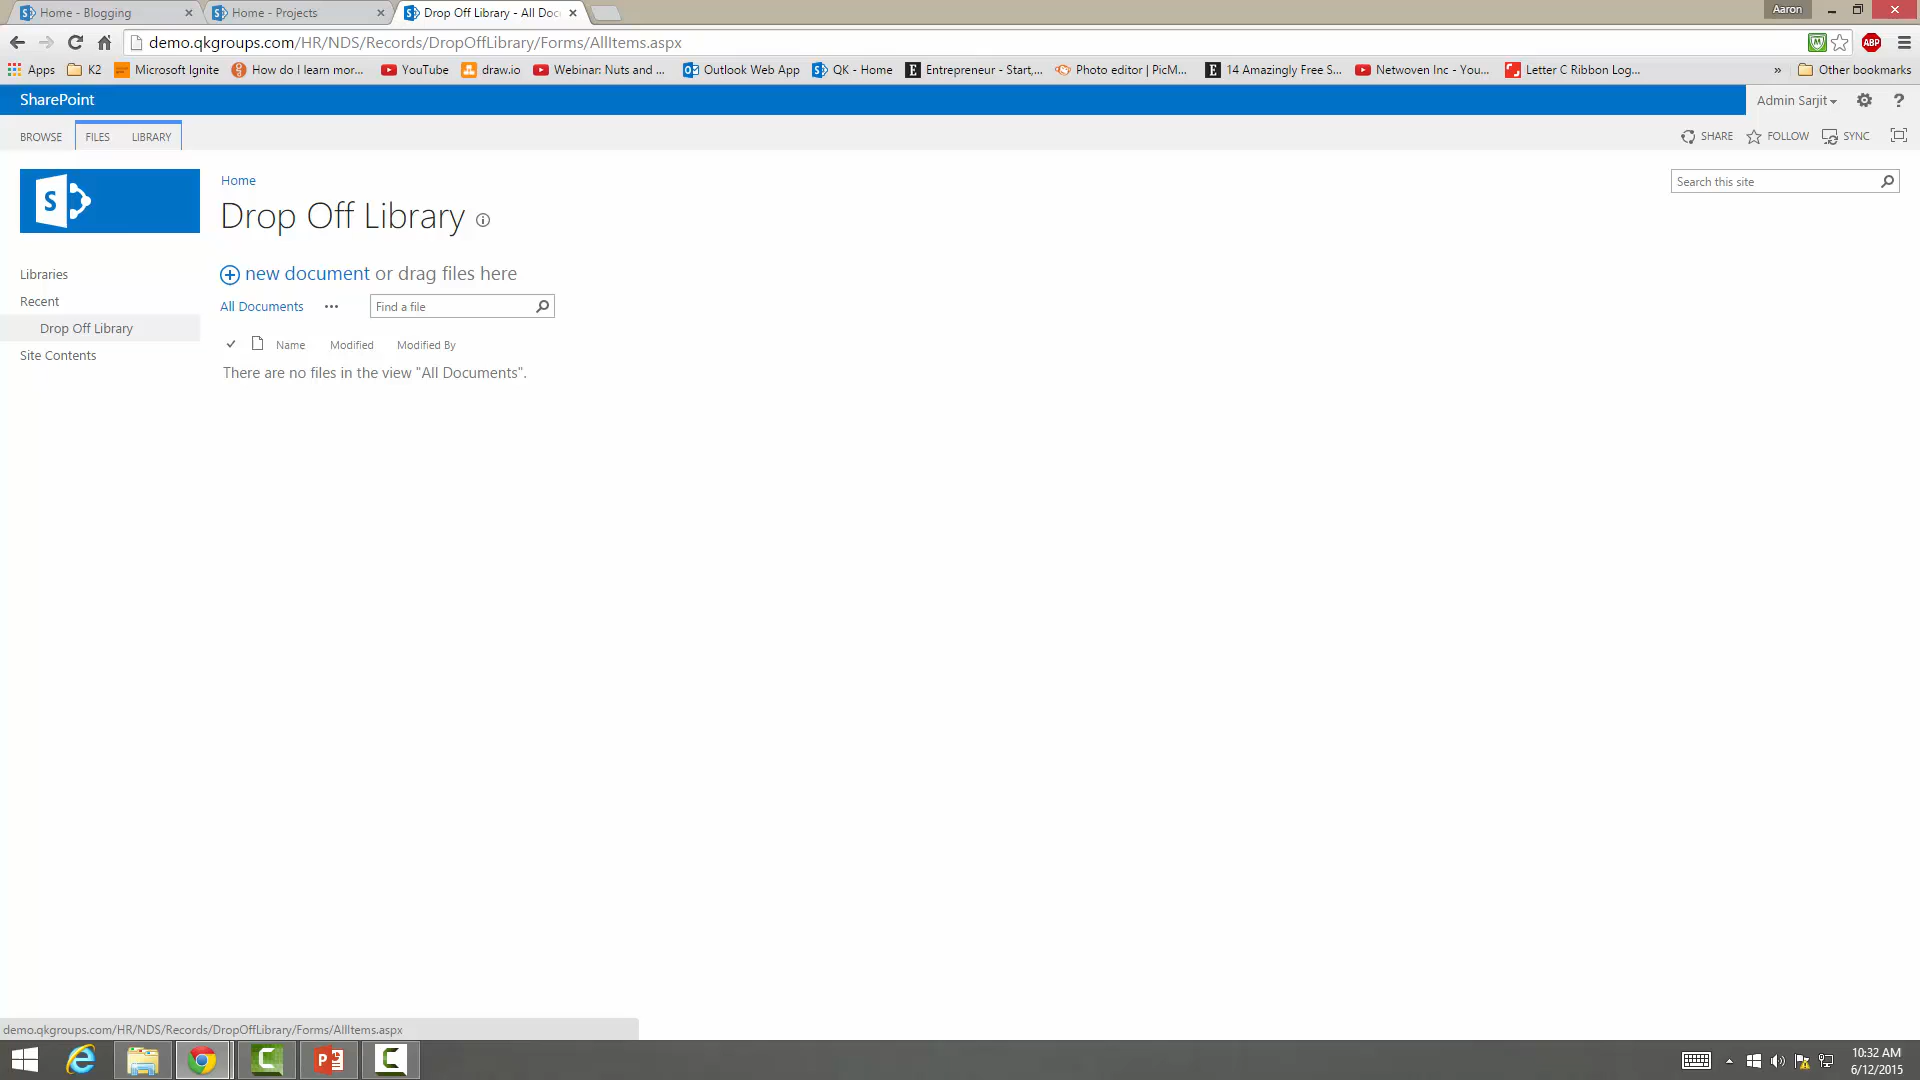 Home - Blogging
Home - Projects
Drop Off Library - All Doc
Aaron
demo.qkgroups.com/HR/NDS/Records/DropOffLibrary/Forms/AllItems.aspx
ABP
Apps K2 Microsoft Ignite How do I learn mor... YouTube draw.io Webinar: Nuts and ... Outlook Web App QK - Home Entrepreneur - Start,... Photo editor | PicM... 14 Amazingly Free S... Netwoven Inc - You... Letter C Ribbon Log... » Other bookmarks
SharePoint
Admin Sarjit
?
BROWSE FILES LIBRARY
SHARE FOLLOW SYNC
S
Home
Search this site
Drop Off Library
Libraries
Recent
Drop Off Library
Site Contents
new document or drag files here
All Documents ... Find a file
Name Modified Modified By
There are no files in the view "All Documents".
demo.qkgroups.com/HR/NDS/Records/DropOffLibrary/Forms/AllItems.aspx
10:32 AM
6/12/2015